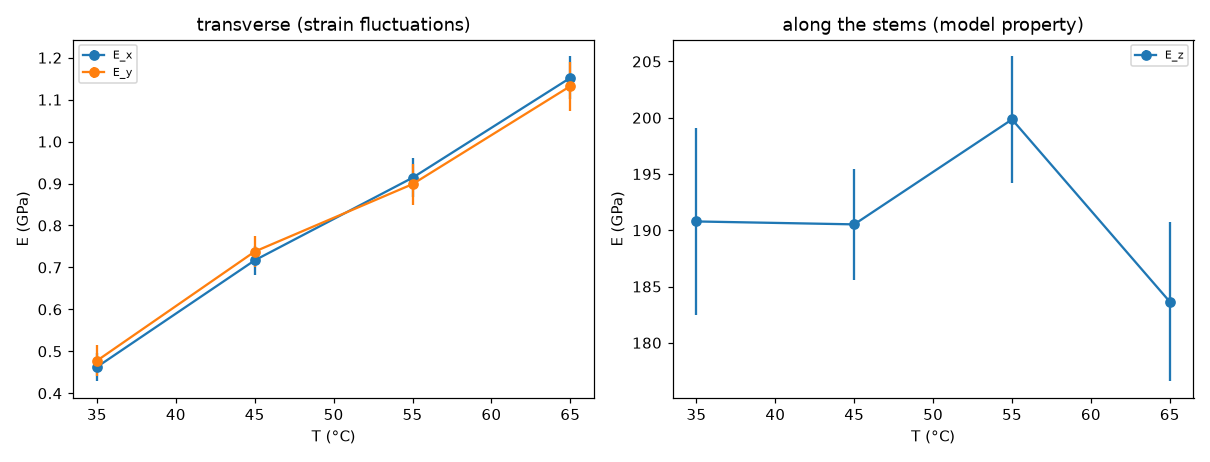 transverse (strain fluctuations)
E_x
E_y
1.2
1.1
1.0
0.9
0.8
0.7
0.6
0.5
0.4
E (GPa)
35 40 45 50 55 60 65
T (°C)
along the stems (model property)
E_z
205
200
195
190
185
180
E (GPa)
35 40 45 50 55 60 65
T (°C)